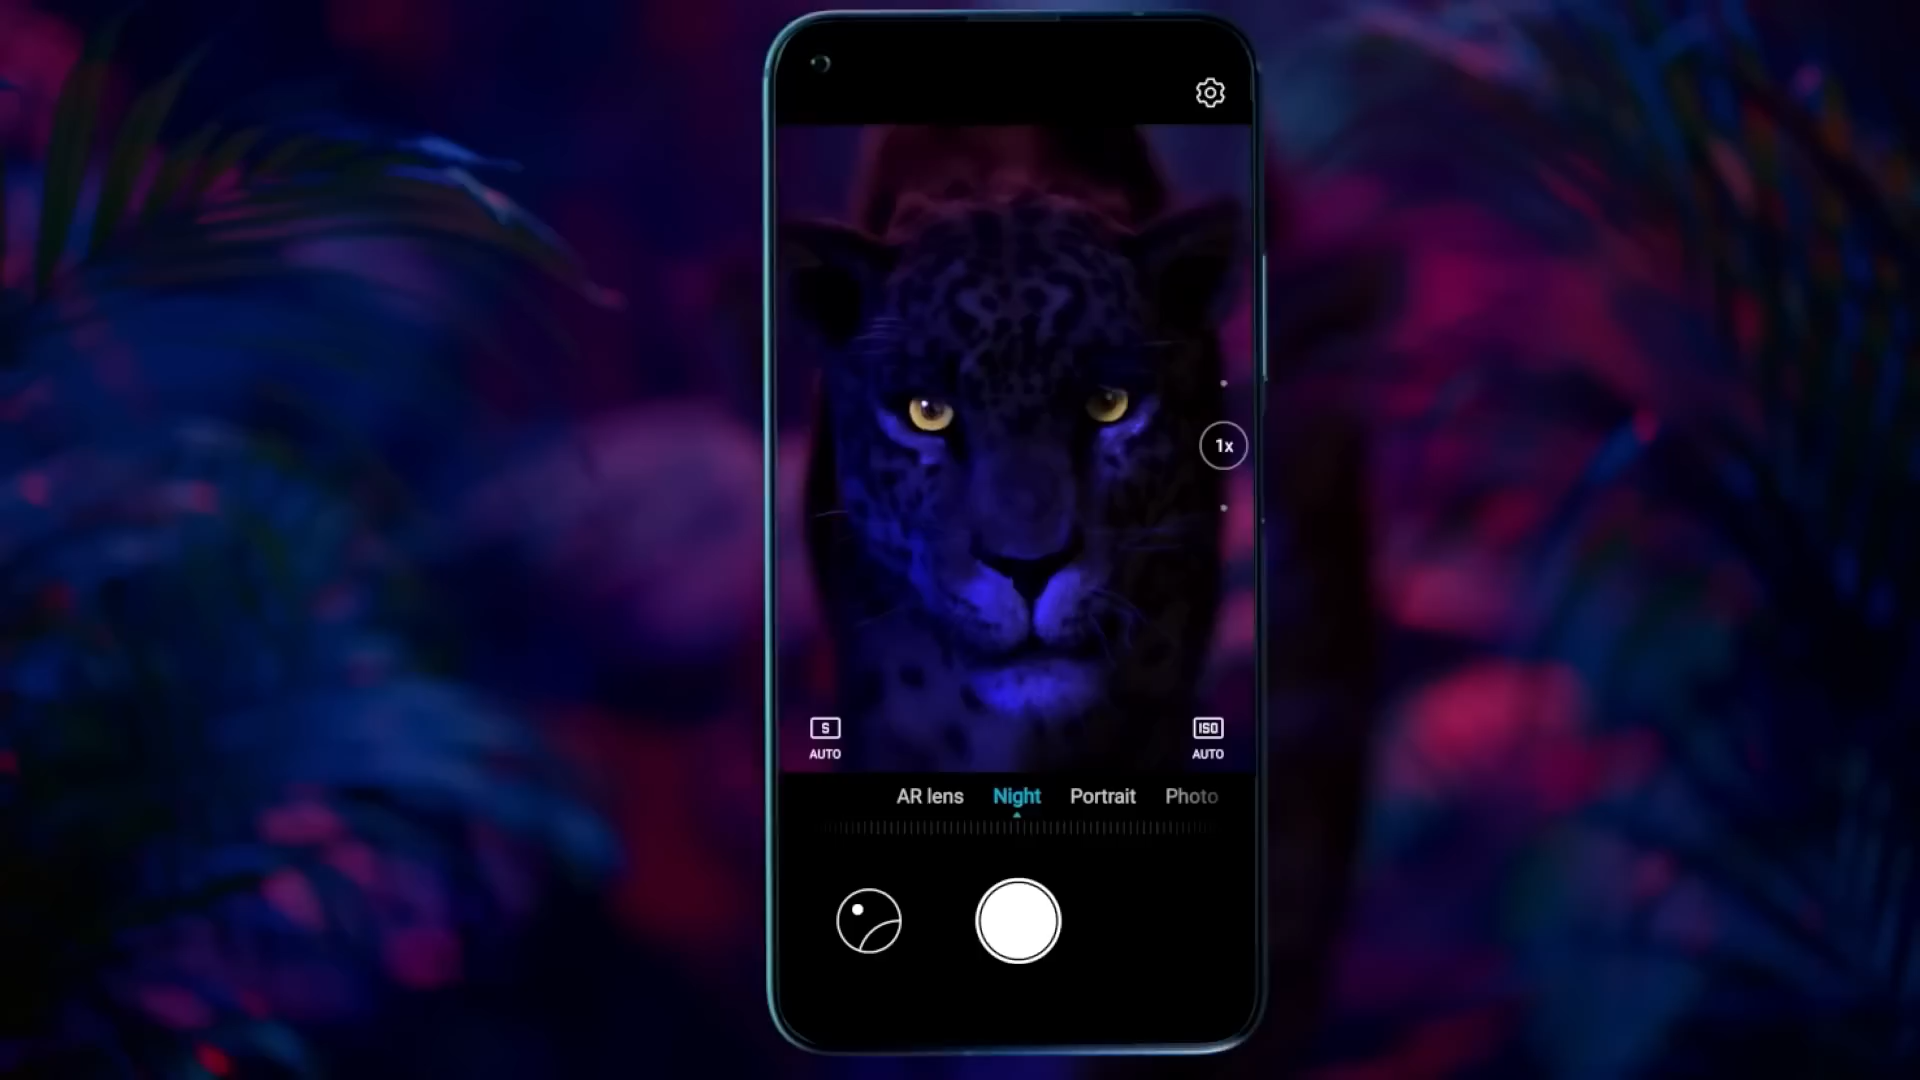 1x
S
AUTO
ISO
AUTO
AR lens
Night
Portrait
Photo